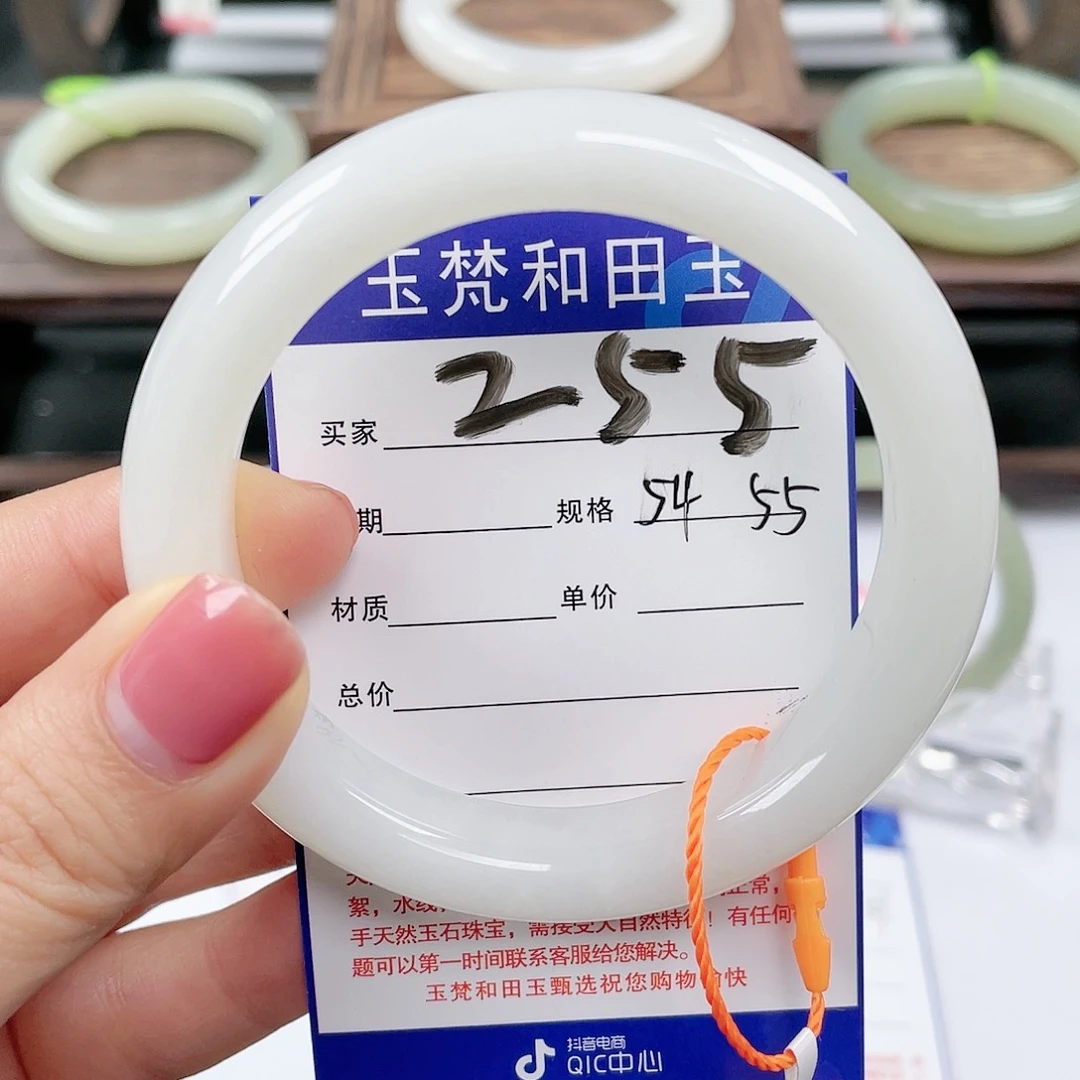 玉梵和田玉
买家 255
期 规格 54 55
材质 单价
总价
正常，
絮，水线，
手天然玉石珠宝，需接受大自然特征！有任何
题可以第一时间联系客服给您解决。
玉梵和田玉甄选祝您购物愉快
抖音电商
QIC中心